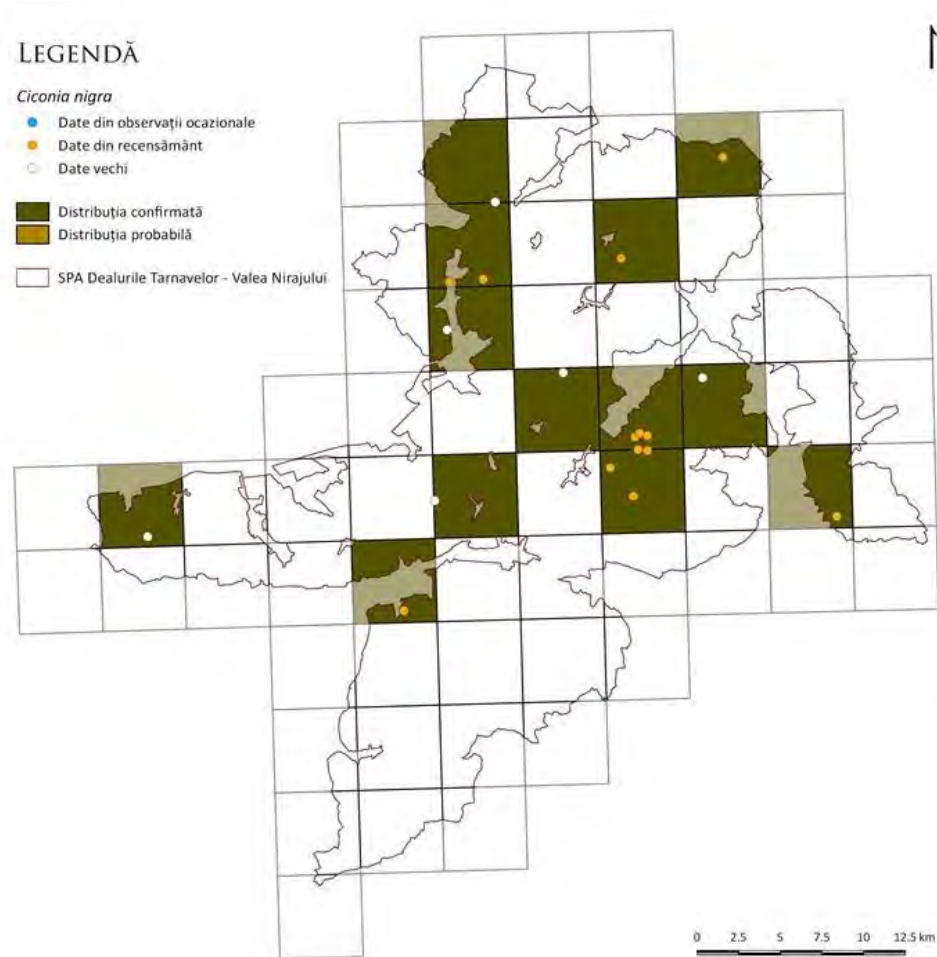 LEGENDĂ
Ciconia nigra
Date din observații ocazionale
Date din recensământ
Date vechi
Distribuția confirmată
Distribuția probabilă
SPA Dealurile Tarnavelor - Valea Nirajului
0 2.5 5 7.5 10 12.5 km